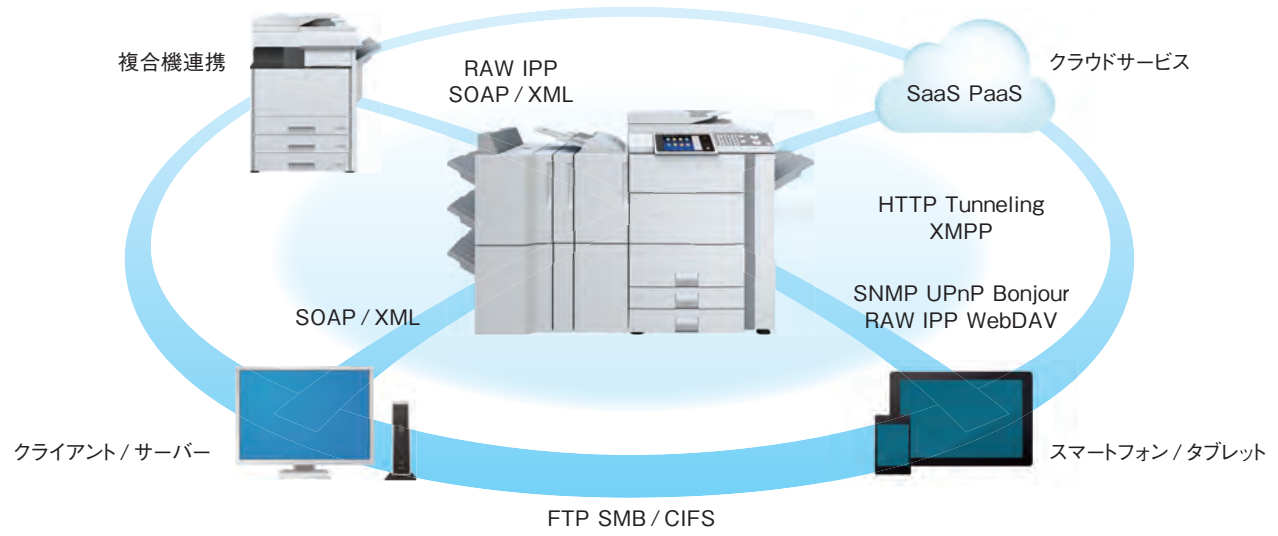 複合機連携
RAW IPP
SOAP / XML
クラウドサービス
SaaS PaaS
HTTP Tunneling
XMPP
SNMP UPnP Bonjour
RAW IPP WebDAV
SOAP / XML
クライアント / サーバー
スマートフォン / タブレット
FTP SMB / CIFS